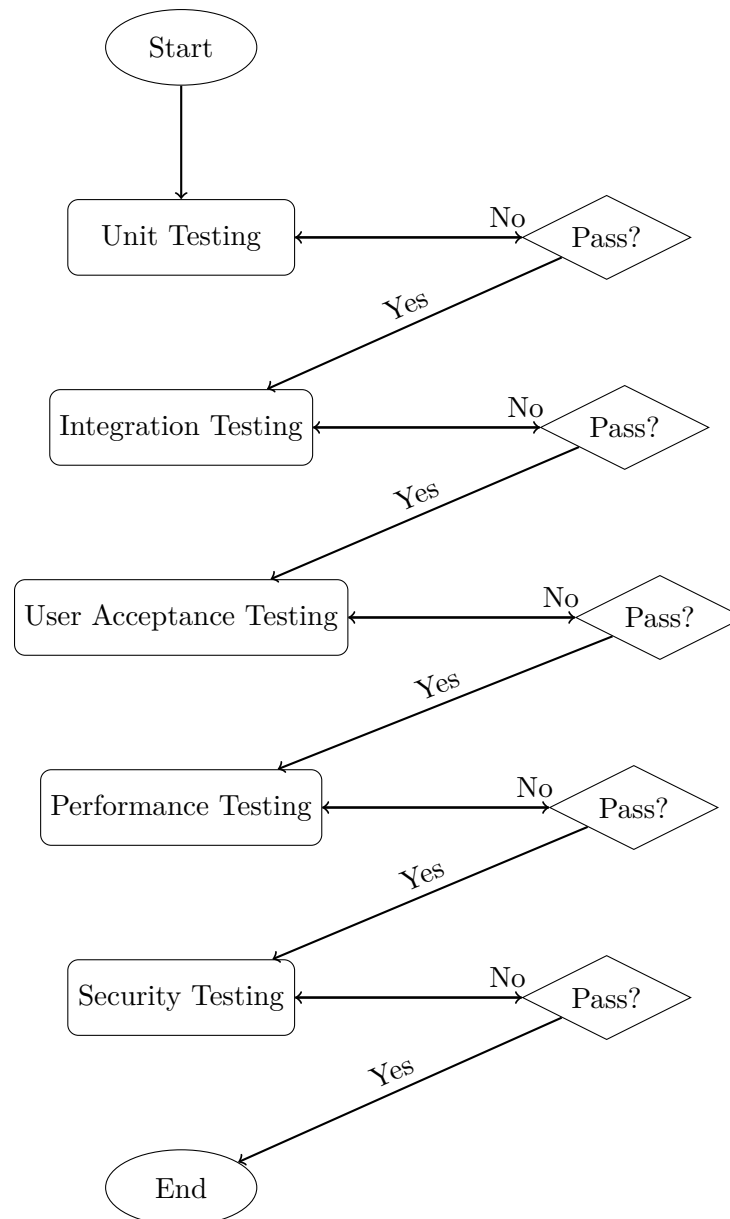 Start
Unit Testing
No
Pass?
Yes
Integration Testing
No
Pass?
Yes
User Acceptance Testing
No
Pass?
Yes
Performance Testing
No
Pass?
Yes
Security Testing
No
Pass?
Yes
End